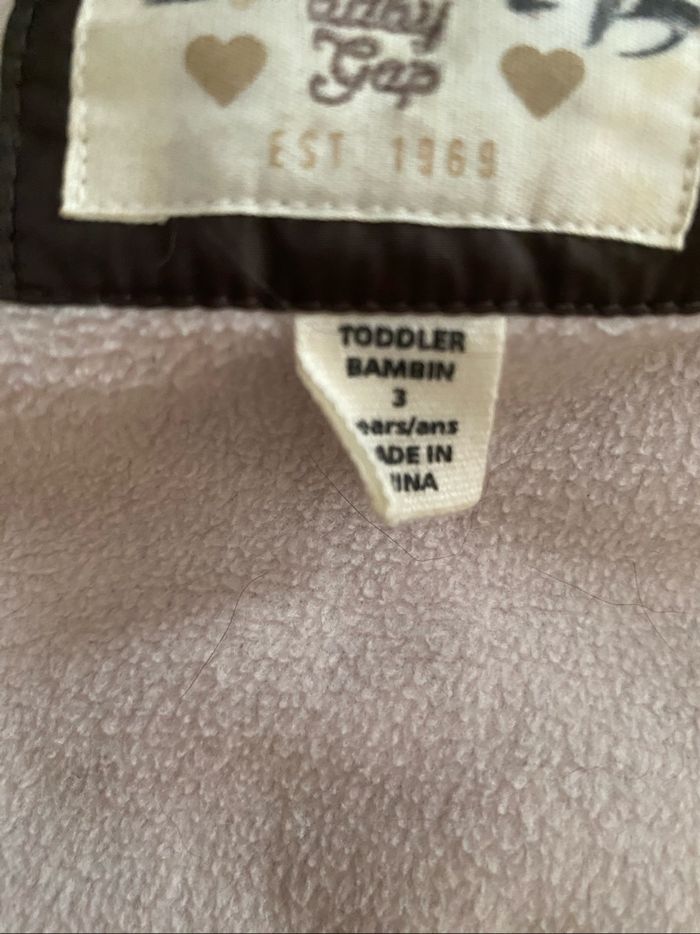 Gap
EST. 1969
TODDLER
BAMBIN
3
ears/ans
ADE IN
INA